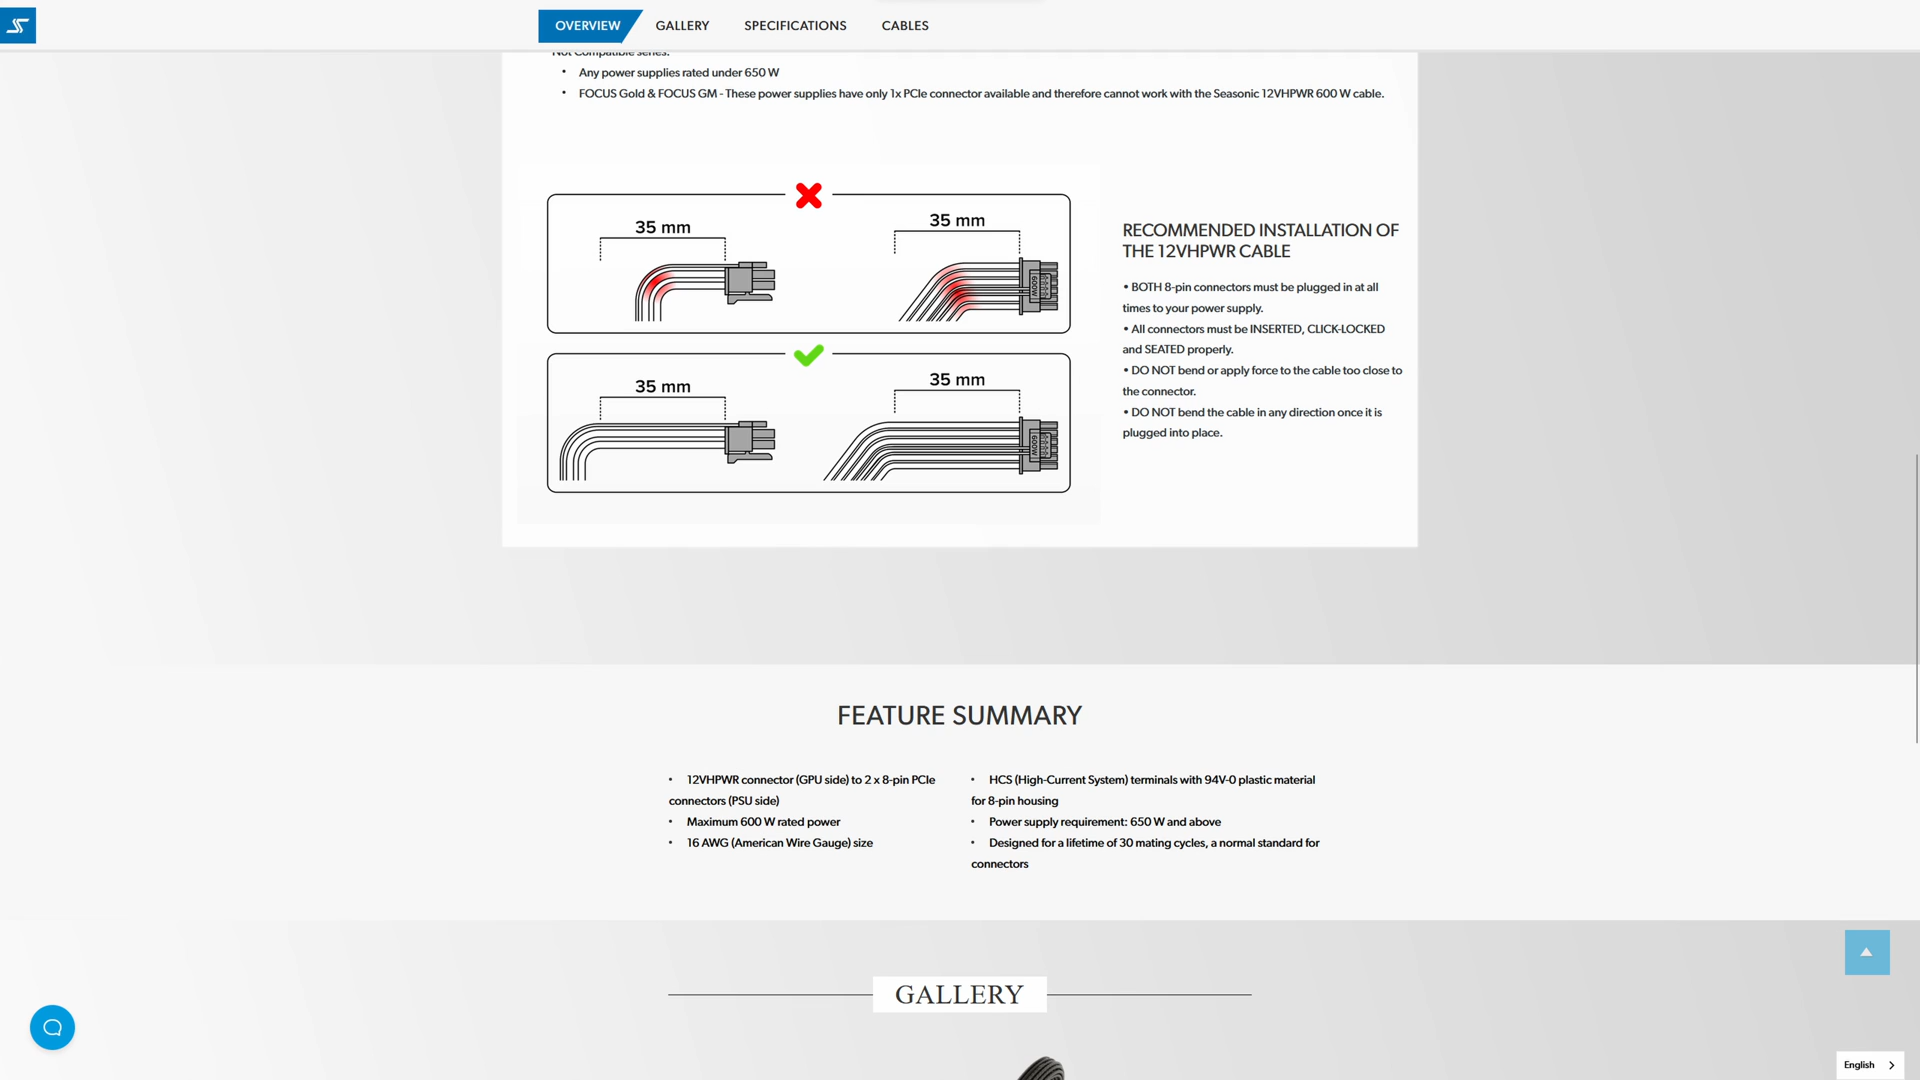 OVERVIEW
GALLERY
SPECIFICATIONS
CABLES
Not Compatible series:
• Any power supplies rated under 650 W
• FOCUS Gold & FOCUS GM - These power supplies have only 1x PCIe connector available and therefore cannot work with the Seasonic 12VHPWR 600 W cable.
35 mm
35 mm
600W
35 mm
35 mm
600W
RECOMMENDED INSTALLATION OF
THE 12VHPWR CABLE
• BOTH 8-pin connectors must be plugged in at all
times to your power supply.
• All connectors must be INSERTED, CLICK-LOCKED
and SEATED properly.
• DO NOT bend or apply force to the cable too close to
the connector.
• DO NOT bend the cable in any direction once it is
plugged into place.
FEATURE SUMMARY
• 12VHPWR connector (GPU side) to 2 x 8-pin PCIe
connectors (PSU side)
• Maximum 600 W rated power
• 16 AWG (American Wire Gauge) size
• HCS (High-Current System) terminals with 94V-0 plastic material
for 8-pin housing
• Power supply requirement: 650 W and above
• Designed for a lifetime of 30 mating cycles, a normal standard for
connectors
GALLERY
English